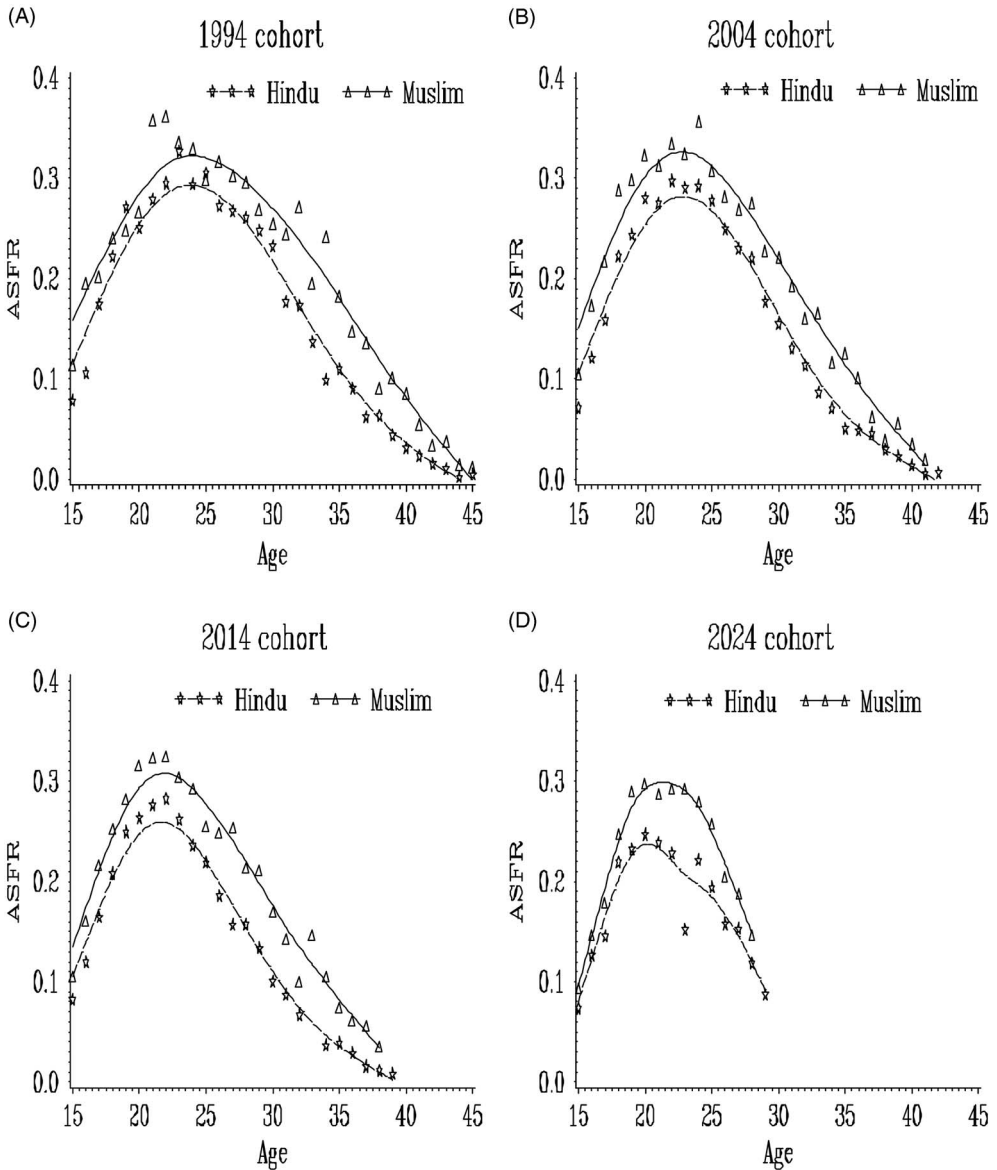 (A)
1994 cohort
Hindu Muslim
ASFR
0.4
0.3
0.2
0.1
0.0
15 20 25 30 35 40 45
Age
(B)
2004 cohort
Hindu Muslim
ASFR
0.4
0.3
0.2
0.1
0.0
15 20 25 30 35 40 45
Age
(C)
2014 cohort
Hindu Muslim
ASFR
0.4
0.3
0.2
0.1
0.0
15 20 25 30 35 40 45
Age
(D)
2024 cohort
Hindu Muslim
ASFR
0.4
0.3
0.2
0.1
0.0
15 20 25 30 35 40 45
Age